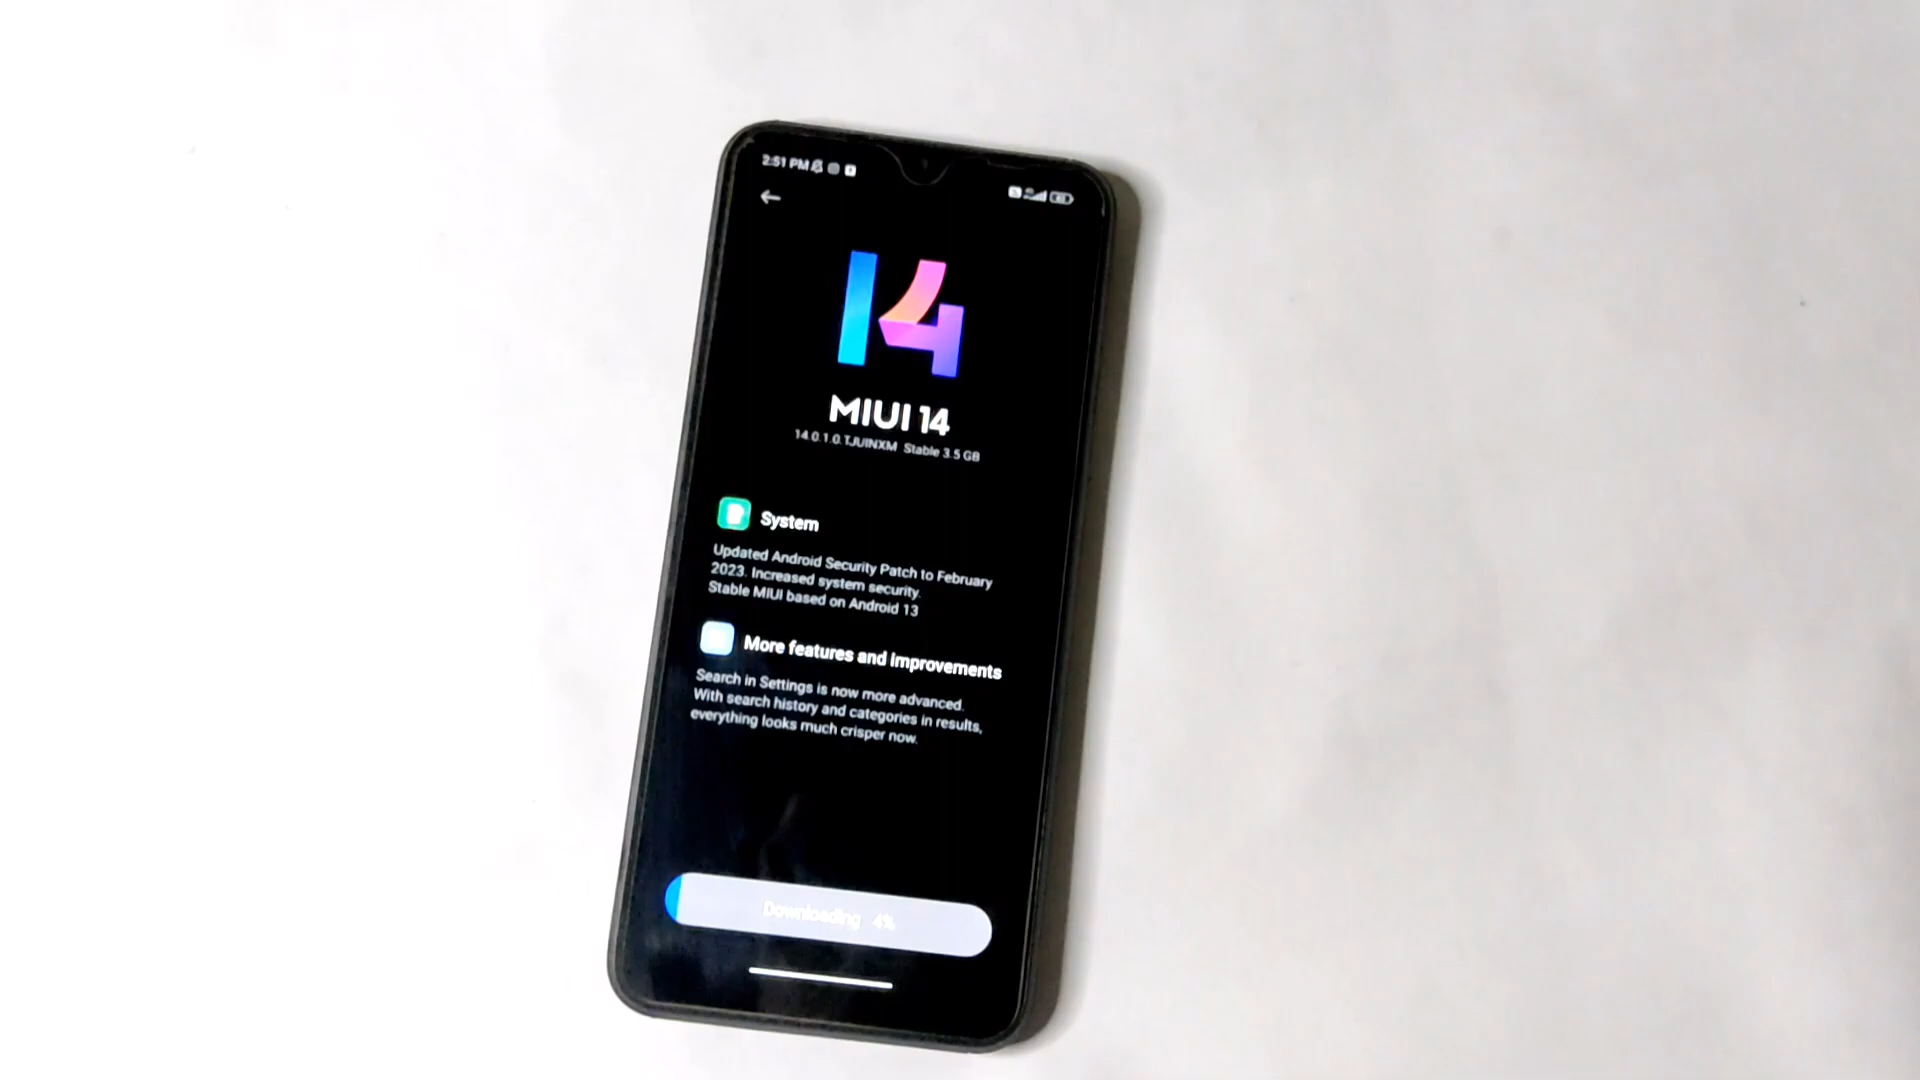 2:51 PM
14
MIUI 14
14.0.1.0.TJUINXM Stable 3.5 GB
System
Updated Android Security Patch to February
2023. Increased system security.
Stable MIUI based on Android 13
More features and improvements
Search in Settings is now more advanced.
With search history and categories in results,
everything looks much crisper now.
Downloading 4%